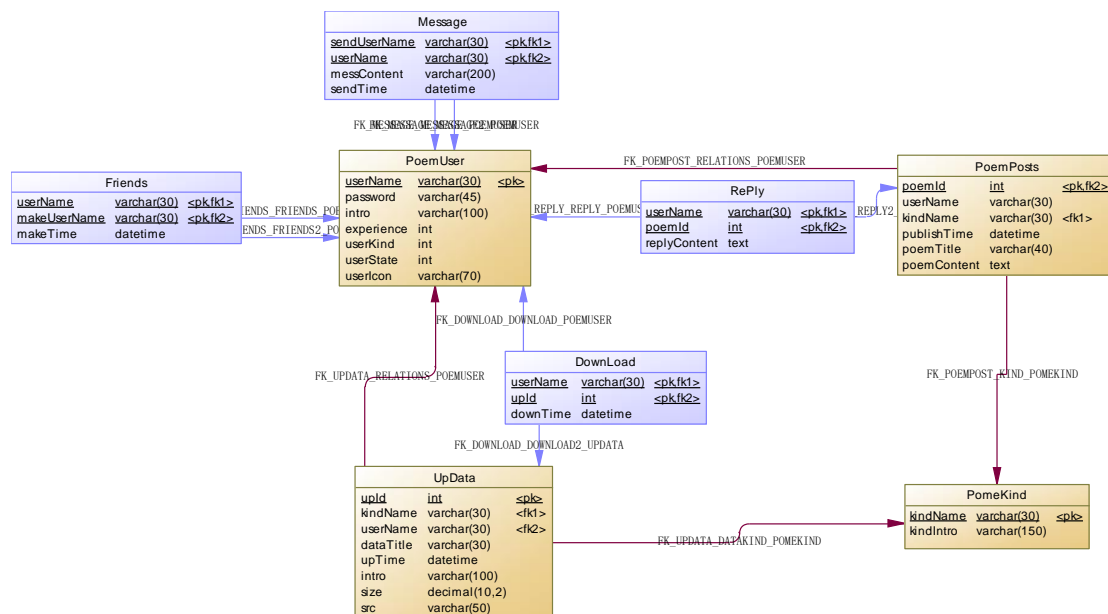 Message
sendUserName varchar(30) <pk,fk1>
userName varchar(30) <pk,fk2>
messContent varchar(200)
sendTime datetime
PoemUser
userName varchar(30) <pk>
password varchar(45)
intro varchar(100)
experience int
userKind int
userState int
userIcon varchar(70)
Friends
userName varchar(30) <pk,fk1>
makeUserName varchar(30) <pk,fk2>
makeTime datetime
FK_POEMPOST_RELATIONS_POEMUSER
RePly
userName varchar(30) <pk,fk1>
poemId int <pk,fk2>
replyContent text
PoemPosts
poemId int <pk,fk2>
userName varchar(30)
kindName varchar(30) <fk1>
publishTime datetime
poemTitle varchar(40)
poemContent text
FK_DOWNLOAD_DOWNLOAD_POEMUSER
DownLoad
userName varchar(30) <pk,fk1>
upId int <pk,fk2>
downTime datetime
FK_UPDATA_RELATIONS_POEMUSER
FK_POEMPOST_KIND_POMEKIND
FK_DOWNLOAD_DOWNLOAD2_UPDATA
UpData
upId int <pk>
kindName varchar(30) <fk1>
userName varchar(30) <fk2>
dataTitle varchar(30)
upTime datetime
intro varchar(100)
size decimal(10,2)
src varchar(50)
FK_UPDATA_DATAKIND_POMEKIND
PomeKind
kindName varchar(30) <pk>
kindIntro varchar(150)